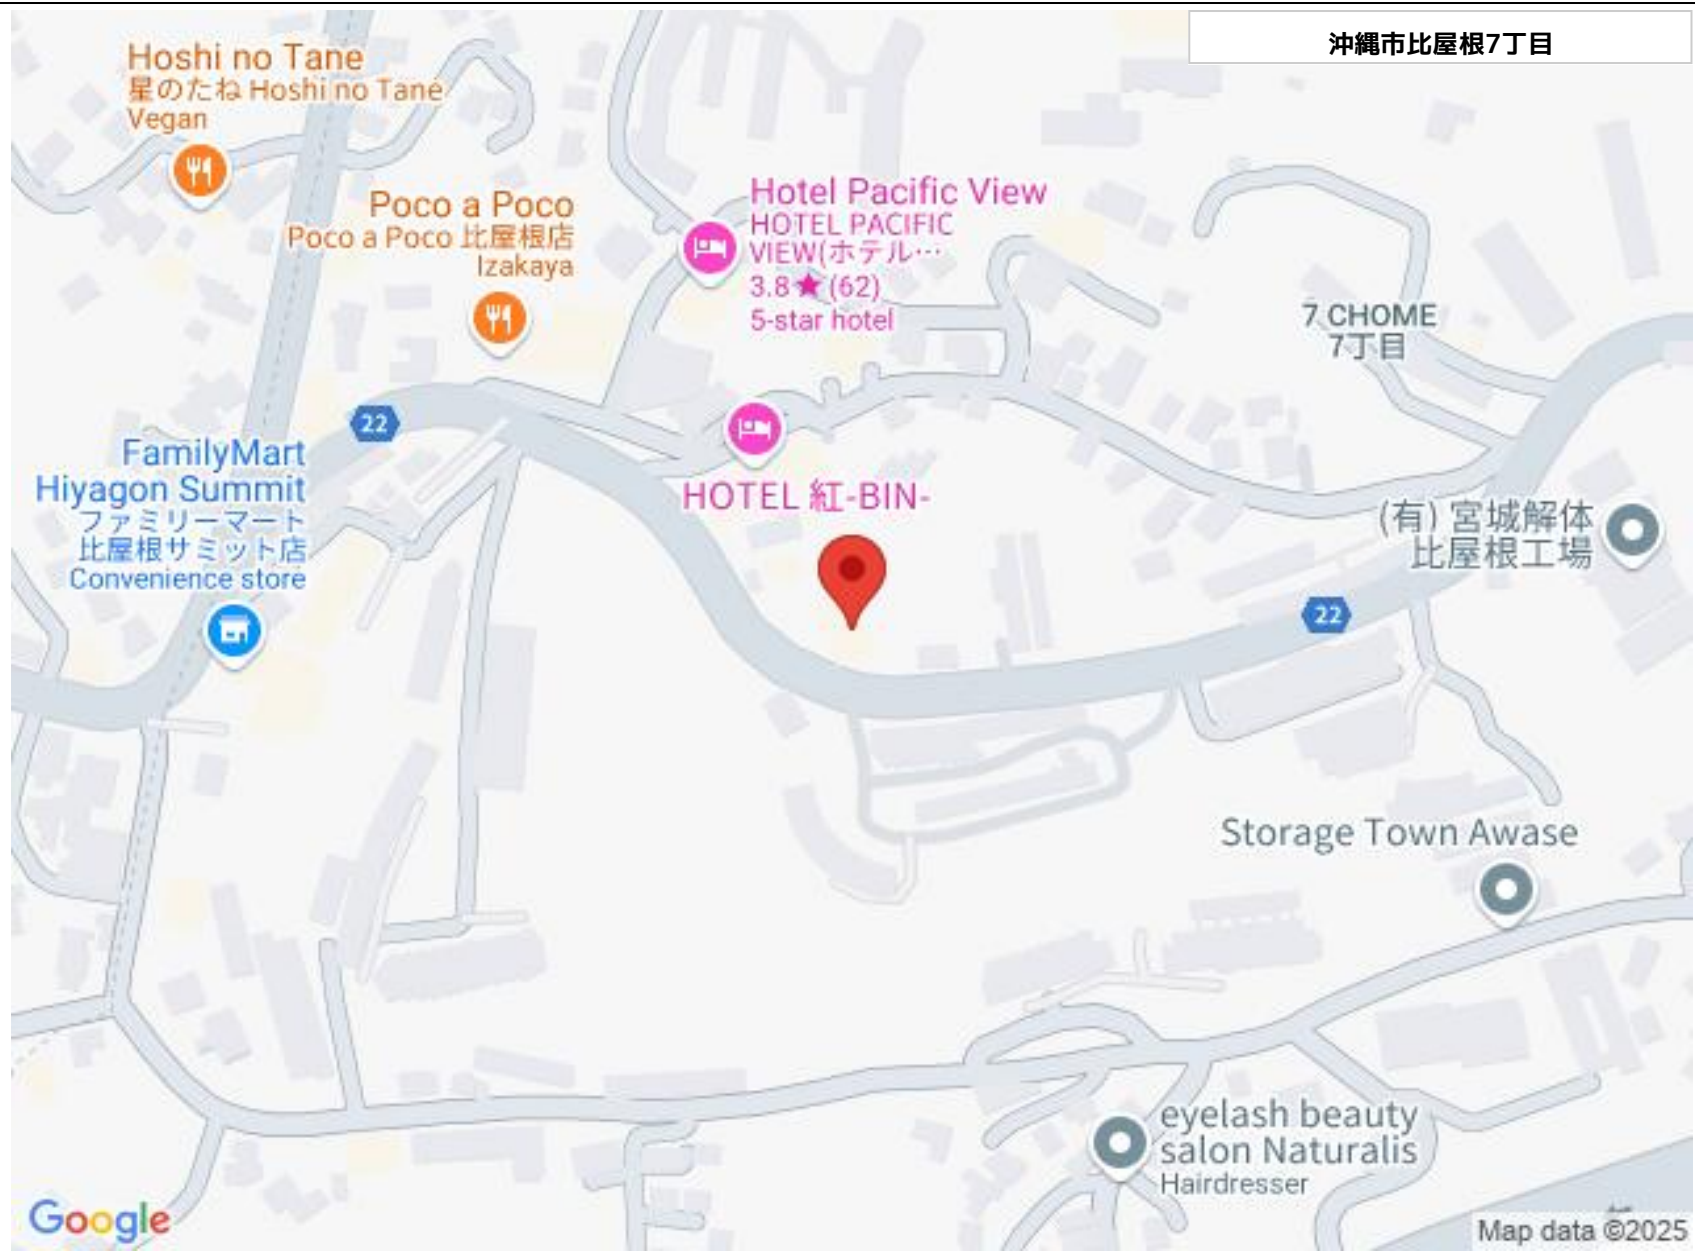 沖縄市比屋根7丁目
Hoshi no Tane
星のたね Hoshi no Tane
Vegan
Poco a Poco
Poco a Poco 比屋根店
Izakaya
Hotel Pacific View
HOTEL PACIFIC
VIEW(ホテル…
3.8★(62)
5-star hotel
7 CHOME
7丁目
22
FamilyMart
Hiyagon Summit
ファミリーマート
比屋根サミット店
Convenience store
HOTEL 紅-BIN-
(有) 宮城解体
比屋根工場
22
Storage Town Awase
eyelash beauty
salon Naturalis
Hairdresser
Google
Map data ©2025